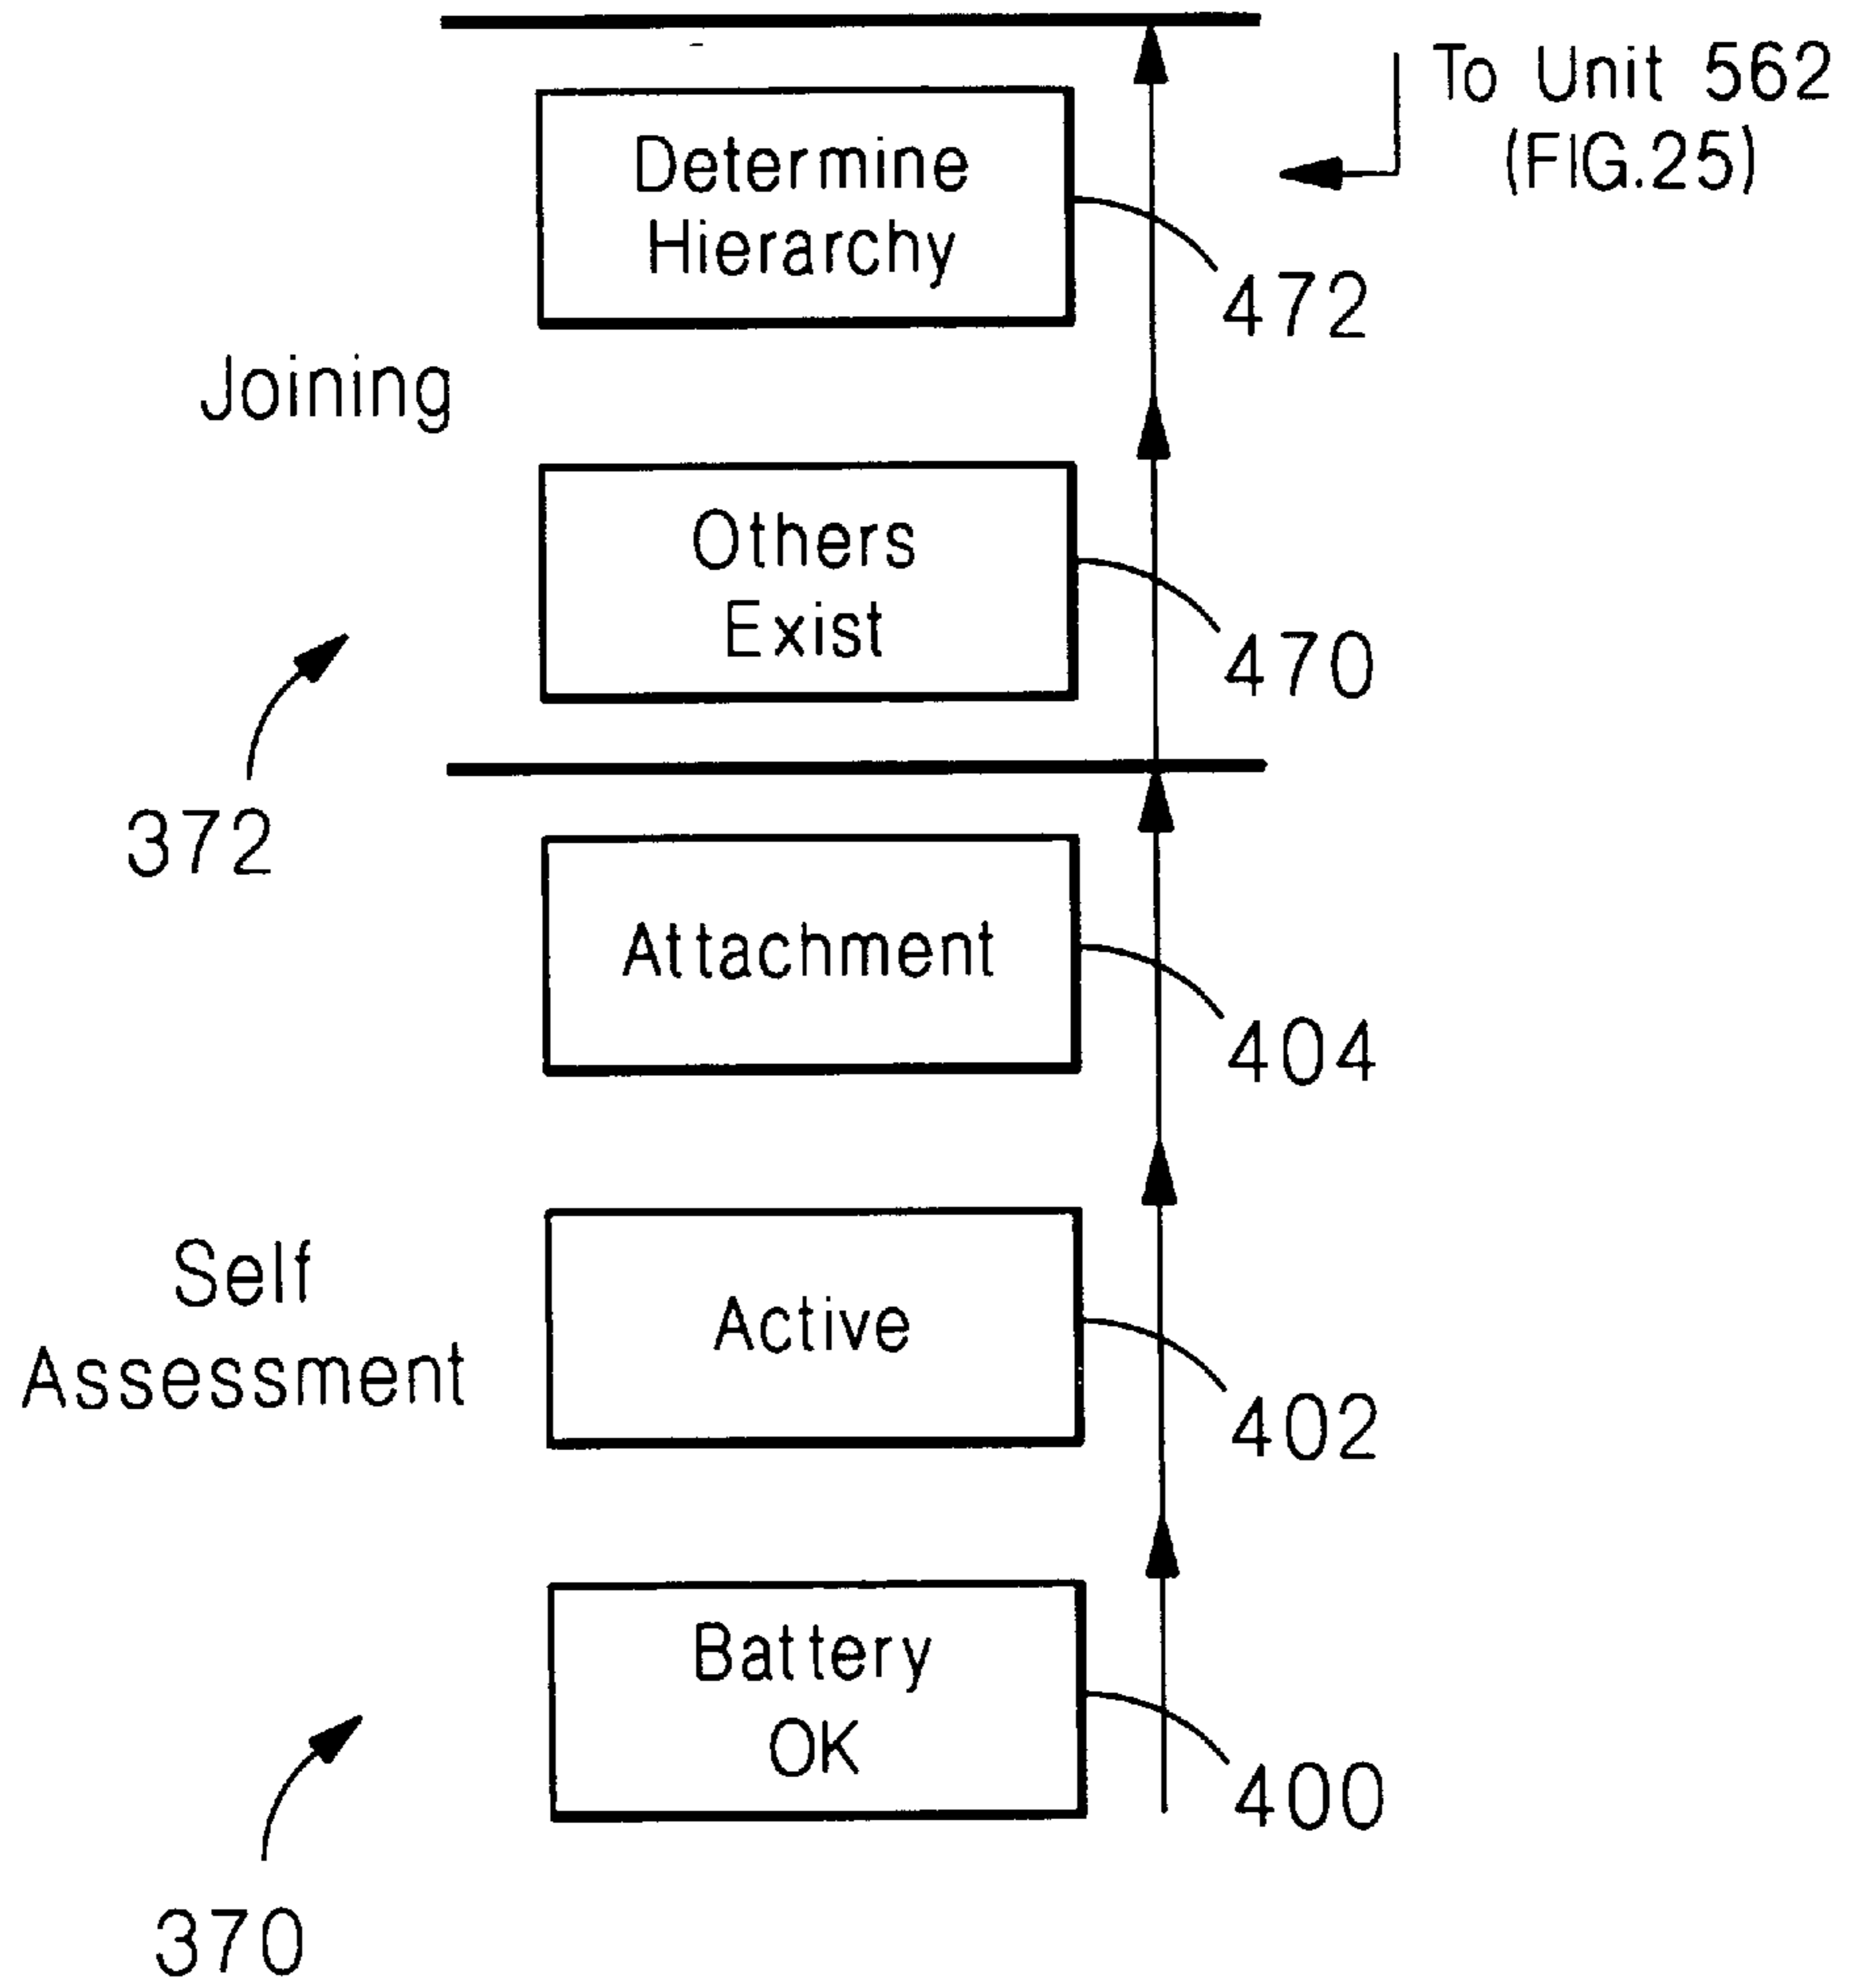 To Unit 562
(FIG.25)
Determine
Hierarchy
472
Joining
Others
Exist
470
372
Attachment
404
Self
Assessment
Active
402
Battery
OK
400
370